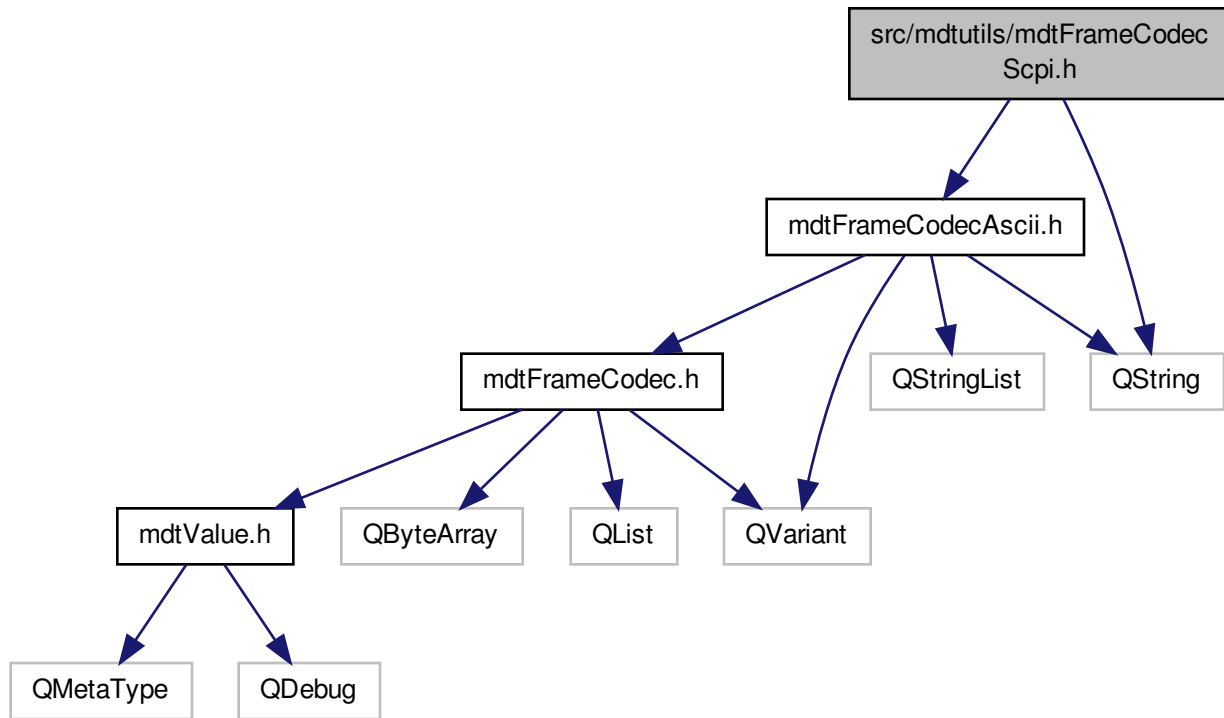 src/mdtutils/mdtFrameCodec
Scpi.h
mdtFrameCodecAscii.h
mdtFrameCodec.h
QStringList
QString
mdtValue.h
QByteArray
QList
QVariant
QMetaType
QDebug